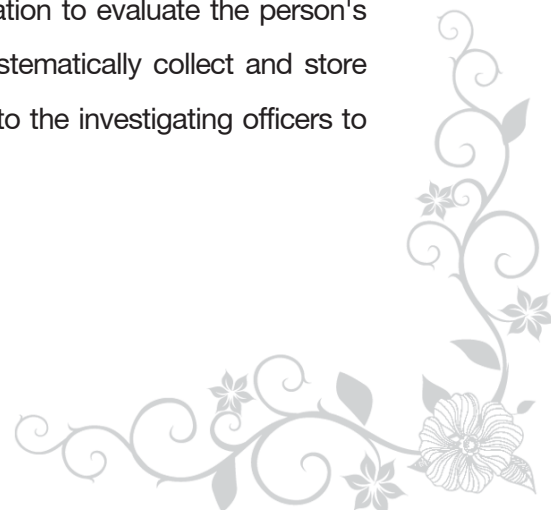 ation to evaluate the person's
stematically collect and store
to the investigating officers to